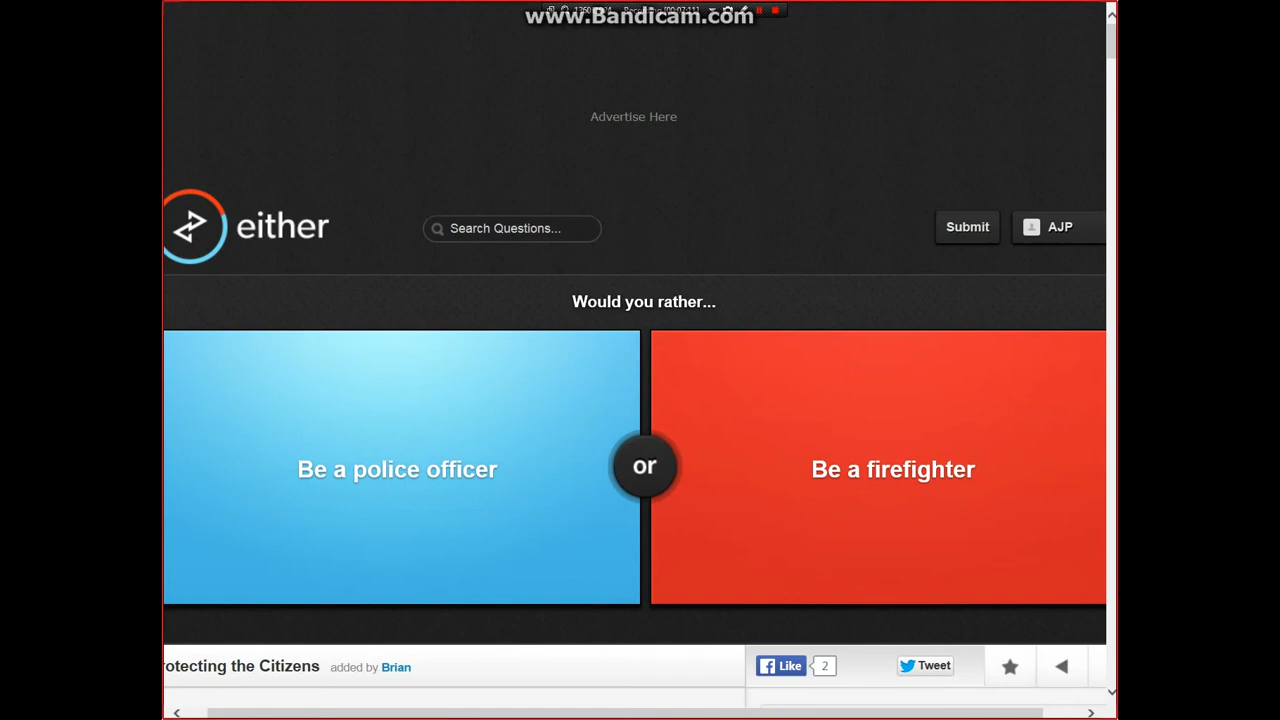 www.Bandicam.com
Advertise Here
either
Search Questions...
Submit
AJP
Would you rather...
Be a police officer
or
Be a firefighter
otecting the Citizens added by Brian
Like 2
Tweet